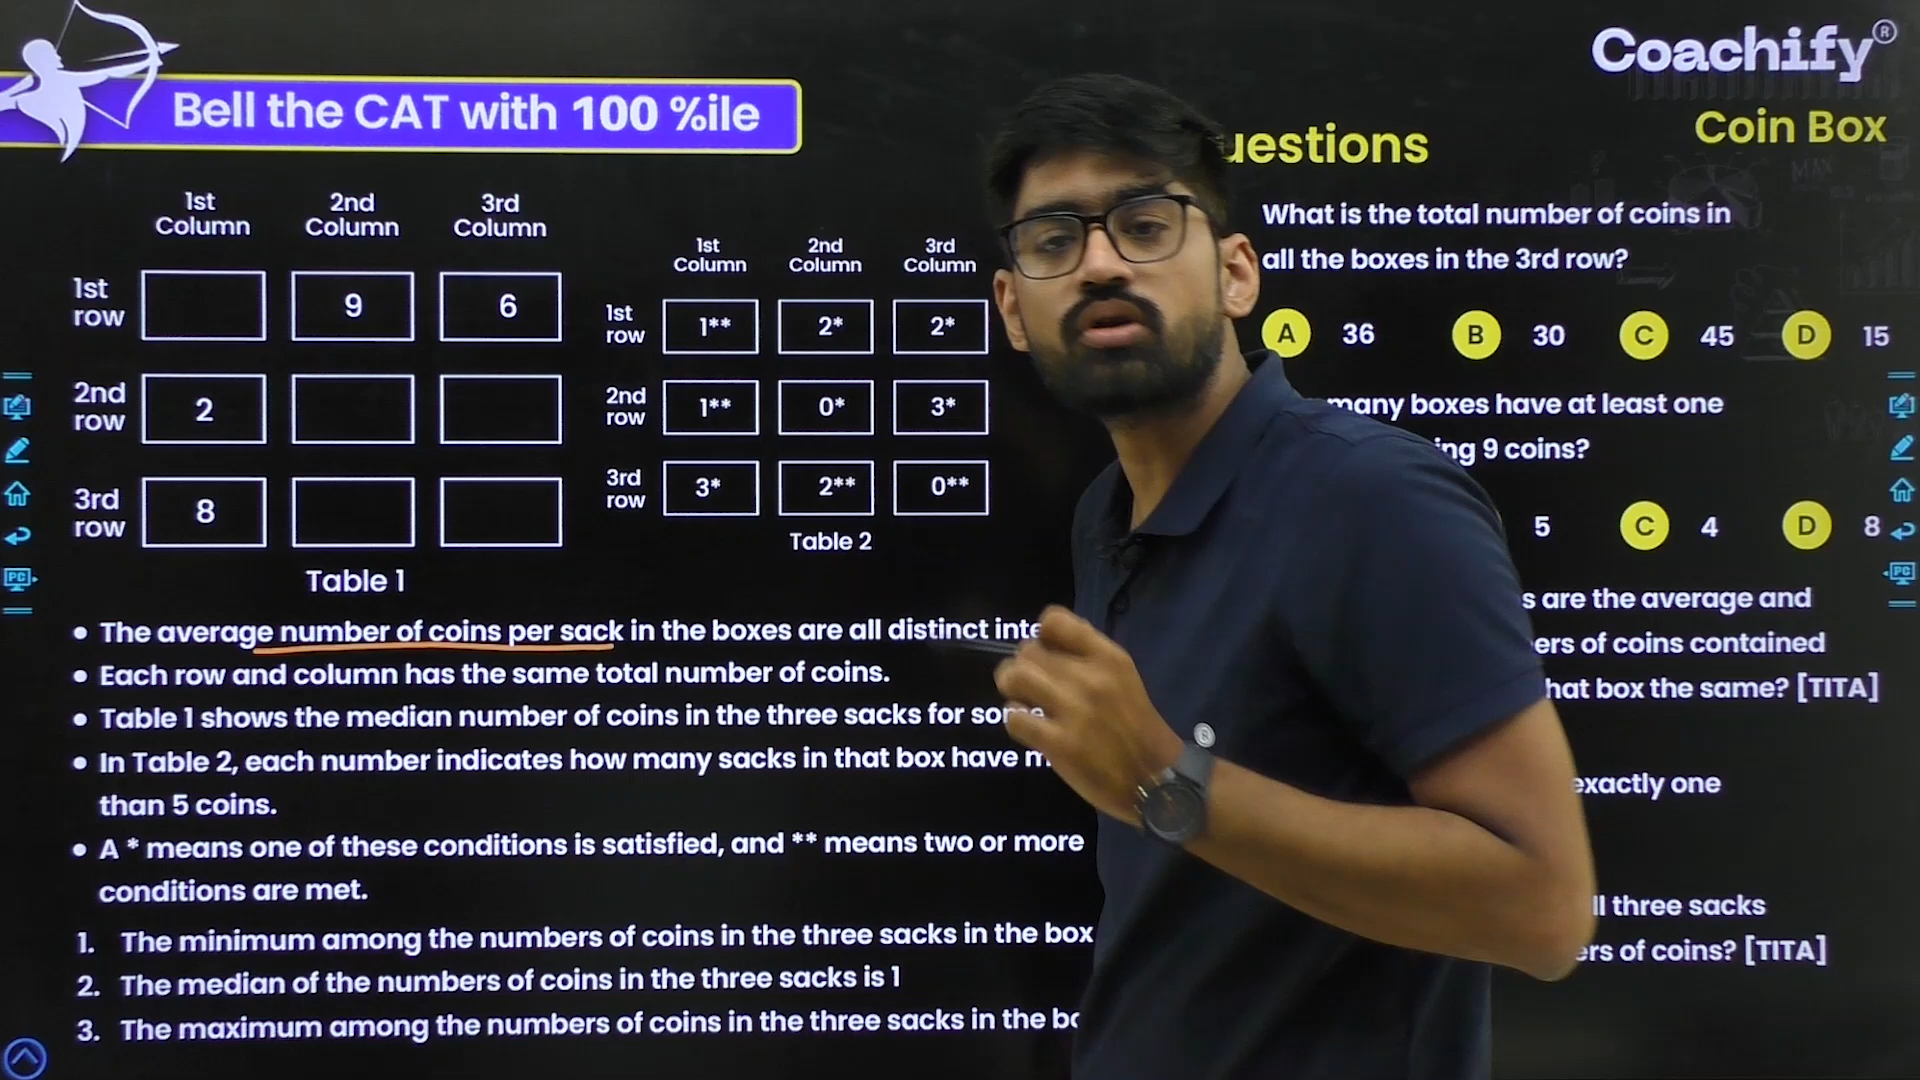 Coachify®
Bell the CAT with 100 %ile
Coin Box
uestions
1st Column
2nd Column
3rd Column
1st row
9
6
2nd row
2
3rd row
8
Table 1
1st Column
2nd Column
3rd Column
1st row
1**
2*
2*
2nd row
1**
0*
3*
3rd row
3*
2**
0**
Table 2
• The average number of coins per sack in the boxes are all distinct inte
• Each row and column has the same total number of coins.
• Table 1 shows the median number of coins in the three sacks for some
• In Table 2, each number indicates how many sacks in that box have m
than 5 coins.
• A * means one of these conditions is satisfied, and ** means two or more
conditions are met.
1. The minimum among the numbers of coins in the three sacks in the box
2. The median of the numbers of coins in the three sacks is 1
3. The maximum among the numbers of coins in the three sacks in the bo
What is the total number of coins in
all the boxes in the 3rd row?
A 36 B 30 C 45 D 15
many boxes have at least one
ing 9 coins?
5 C 4 D 8
s are the average and
ers of coins contained
hat box the same? [TITA]
exactly one
ll three sacks
ers of coins? [TITA]
PC
PC
®